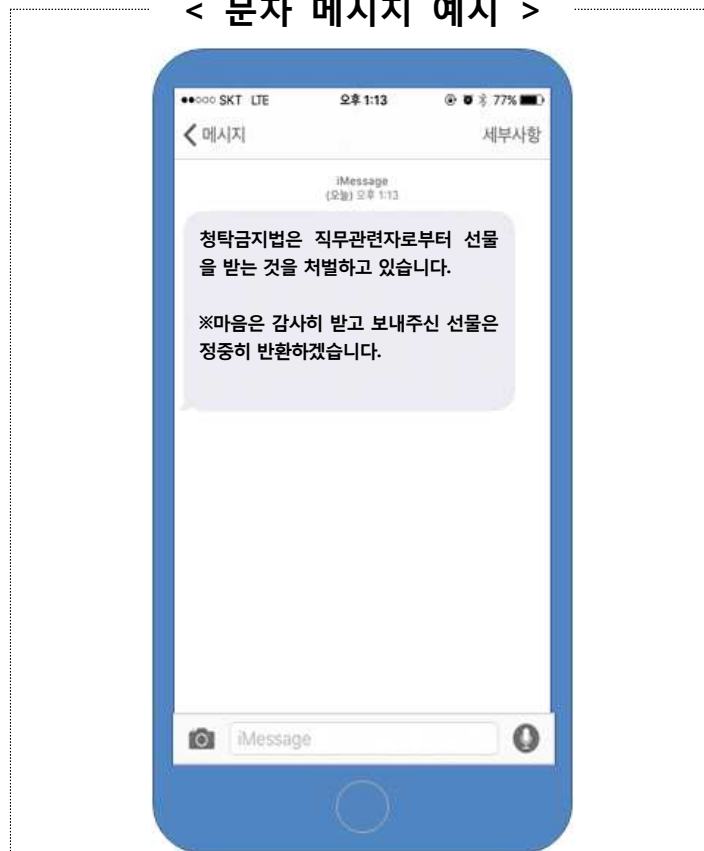 < 문자 메시지 예시 >
SKT LTE 오후 1:13 77%
메시지 세부사항
iMessage
(오늘) 오후 1:13
청탁금지법은 직무관련자로부터 선물
을 받는 것을 처벌하고 있습니다.
※마음은 감사히 받고 보내주신 선물은
정중히 반환하겠습니다.
iMessage